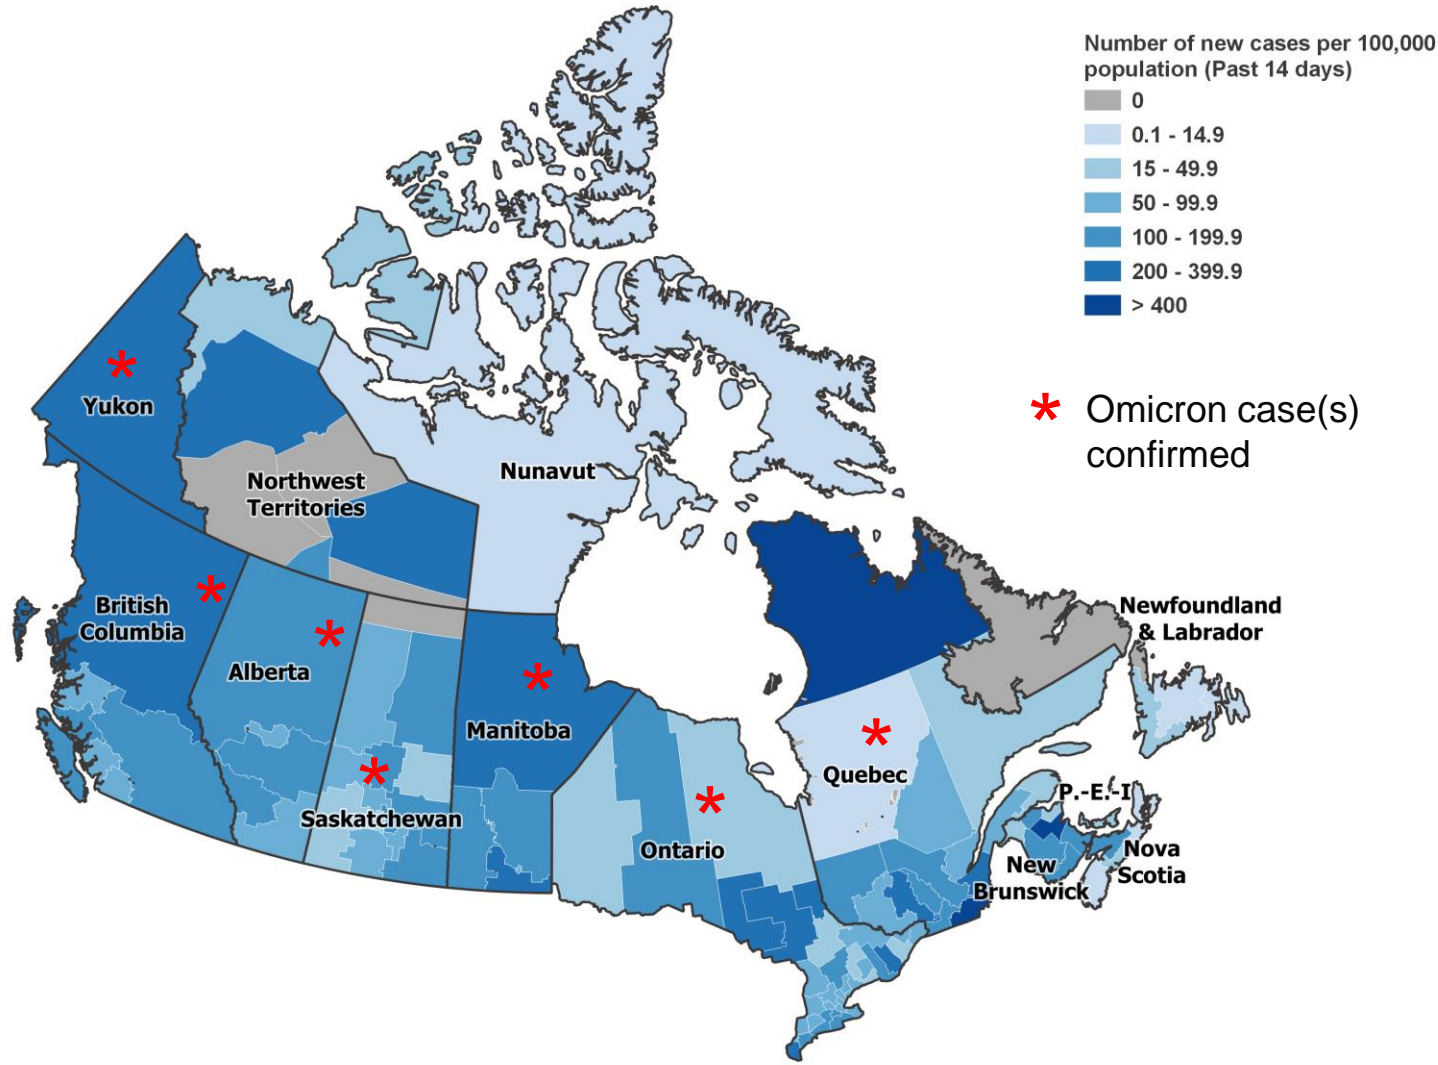 Number of new cases per 100,000
population (Past 14 days)
0
0.1 - 14.9
15 - 49.9
50 - 99.9
100 - 199.9
200 - 399.9
> 400
* Omicron case(s)
confirmed
*
Yukon
Northwest
Territories
Nunavut
*
British
Columbia
*
Alberta
*
Manitoba
*
Saskatchewan
*
Ontario
*
Quebec
Newfoundland
& Labrador
P.-E.-I
Nova
Scotia
New
Brunswick